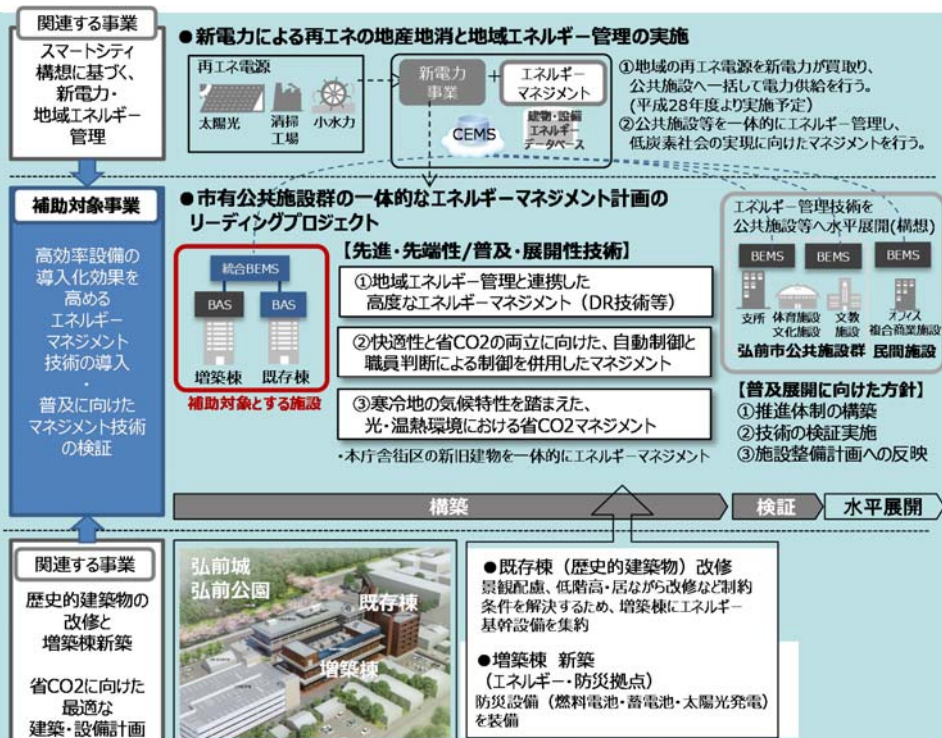 関連する事業
スマートシティ
構想に基づく、
新電力・
地域エネルギー
管理
●新電力による再エネの地産地消と地域エネルギー管理の実施
再エネ電源
太陽光
清掃
工場
小水力
新電力
事業
+
エネルギー
マネジメント
CEMS
建物・設備
エネルギー
データベース
①地域の再エネ電源を新電力が買取り、
公共施設へ一括して電力供給を行う。
(平成28年度より実施予定)
②公共施設等を一体的にエネルギー管理し、
低炭素社会の実現に向けたマネジメントを行う。
補助対象事業
高効率設備の
導入化効果を
高める
エネルギー
マネジメント
技術の導入
・
普及に向けた
マネジメント技術
の検証
●市有公共施設群の一体的なエネルギーマネジメント計画の
リーディングプロジェクト
統合BEMS
BAS
BAS
増築棟
既存棟
補助対象とする施設
【先進・先端性/普及・展開性技術】
①地域エネルギー管理と連携した
高度なエネルギーマネジメント（DR技術等）
②快適性と省CO2の両立に向けた、自動制御と
職員判断による制御を併用したマネジメント
③寒冷地の気候特性を踏まえた、
光・温熱環境における省CO2マネジメント
・本庁舎街区の新旧建物を一体的にエネルギーマネジメント
エネルギー管理技術を
公共施設等へ水平展開(構想)
BEMS
BEMS
BEMS
支所
体育施設
文化施設
文教
施設
オフィス
複合商業施設
弘前市公共施設群
民間施設
【普及展開に向けた方針】
①推進体制の構築
②技術の検証実施
③施設整備計画への反映
構築
検証
水平展開
関連する事業
歴史的建築物の
改修と
増築棟新築
省CO2に向けた
最適な
建築・設備計画
弘前城
弘前公園
既存棟
増築棟
●既存棟（歴史的建築物）改修
景観配慮、低階高・居ながら改修など制約
条件を解決するため、増築棟にエネルギー
基幹設備を集約
●増築棟 新築
（エネルギー・防災拠点）
防災設備（燃料電池・蓄電池・太陽光発電）
を装備